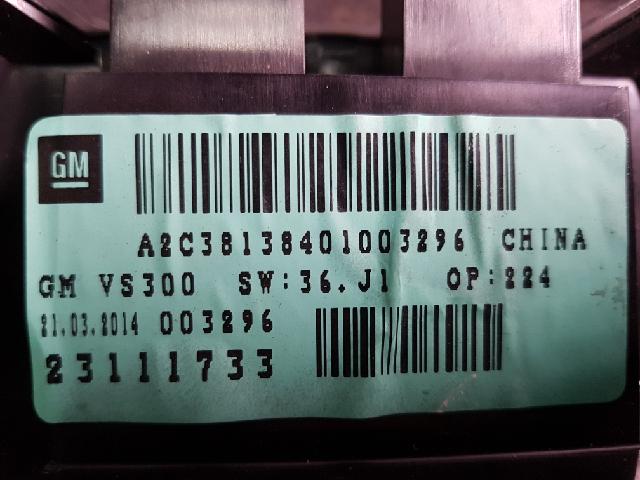 GM
A2C38138401003296 CHINA
GM VS300 SW:36.J1 OP:224
21.03.2014 003296
23111733